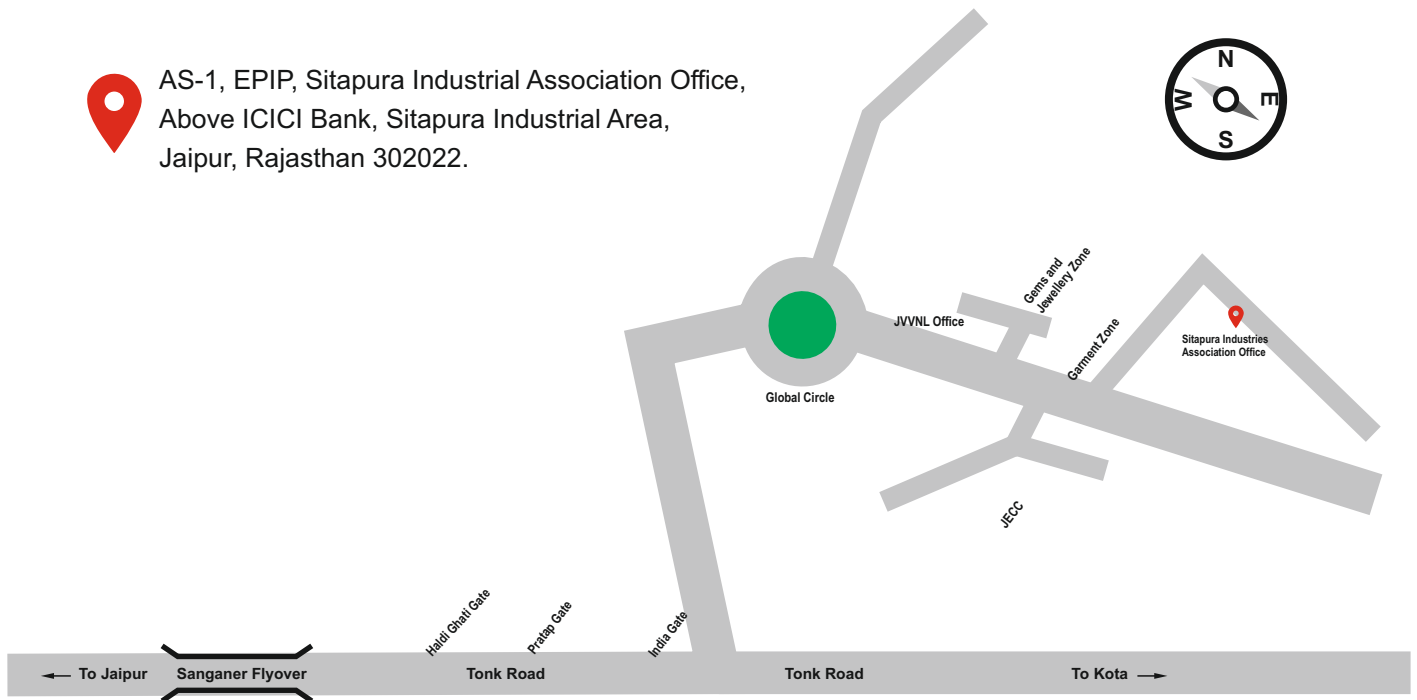 AS-1, EPIP, Sitapura Industrial Association Office,
Above ICICI Bank, Sitapura Industrial Area,
Jaipur, Rajasthan 302022.
N
W
E
S
Gems and
Jewellery Zone
JVVNL Office
Garment Zone
Sitapura Industries
Association Office
Global Circle
JECC
Haldi Ghati Gate
Pratap Gate
India Gate
To Jaipur
Sanganer Flyover
Tonk Road
Tonk Road
To Kota